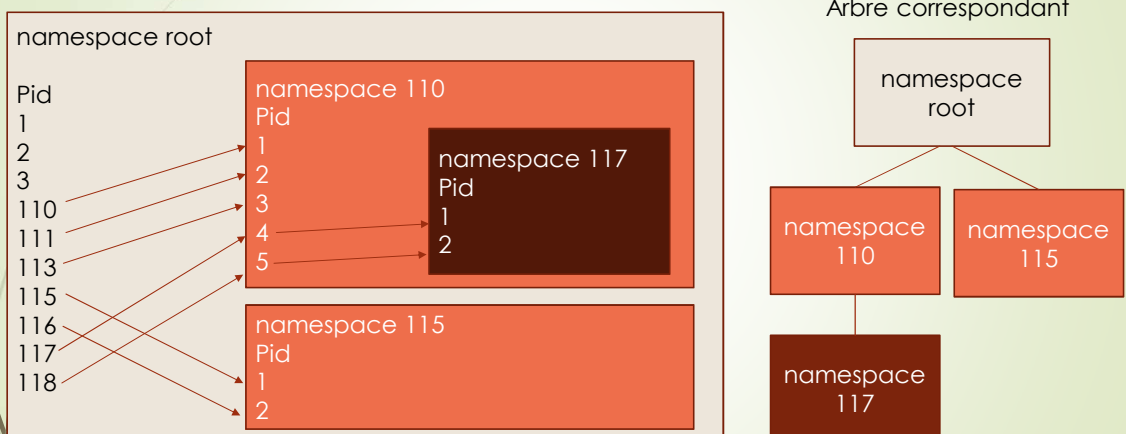 namespace root
Pid
1
2
3
110
111
113
115
116
117
118
namespace 110
Pid
1
2
3
4
5
namespace 117
Pid
1
2
namespace 115
Pid
1
2
Arbre correspondant
namespace
root
namespace
110
namespace
115
namespace
117